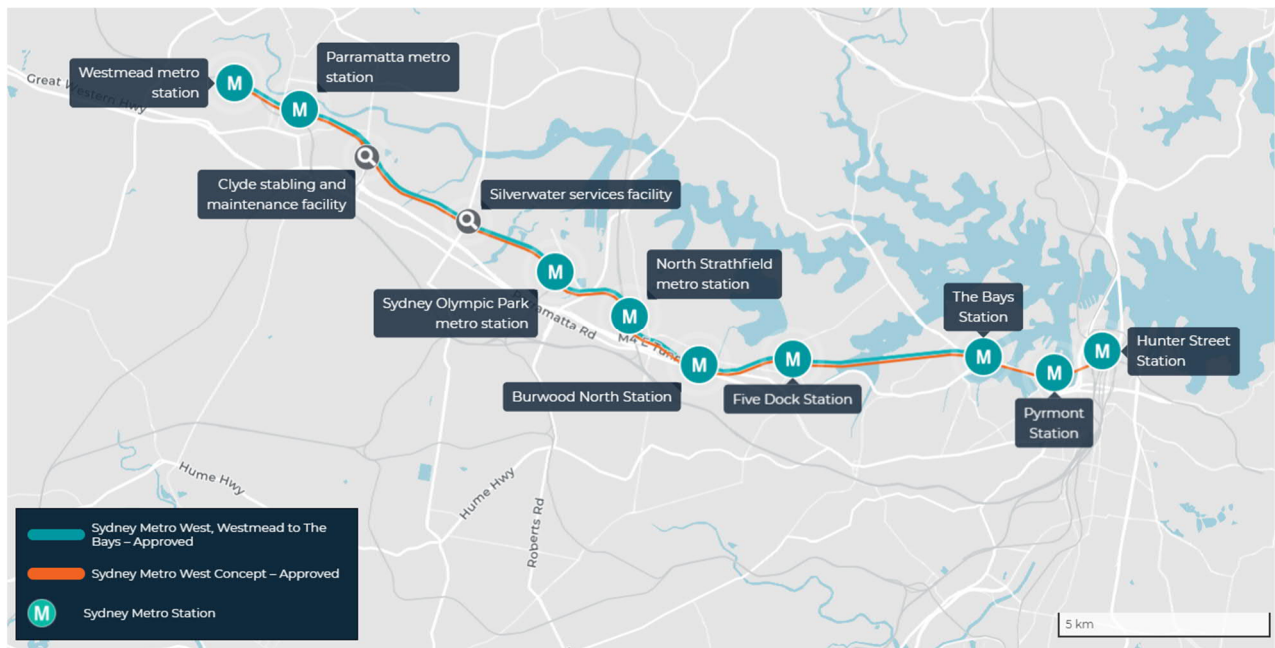 Parramatta metro
station
Westmead metro
station
M
M
Great Western Hwy
Clyde stabling and
maintenance facility
Silverwater services facility
M
North Strathfield
metro station
Sydney Olympic Park
metro station
M
Parramatta Rd
M4 E Tunnel
The Bays
Station
Hunter Street
Station
M
M
M
M
M
Burwood North Station
Five Dock Station
Pyrmont
Station
Hume Hwy
Hume Hwy
Roberts Rd
Sydney Metro West, Westmead to The
Bays – Approved
Sydney Metro West Concept – Approved
M
Sydney Metro Station
5 km